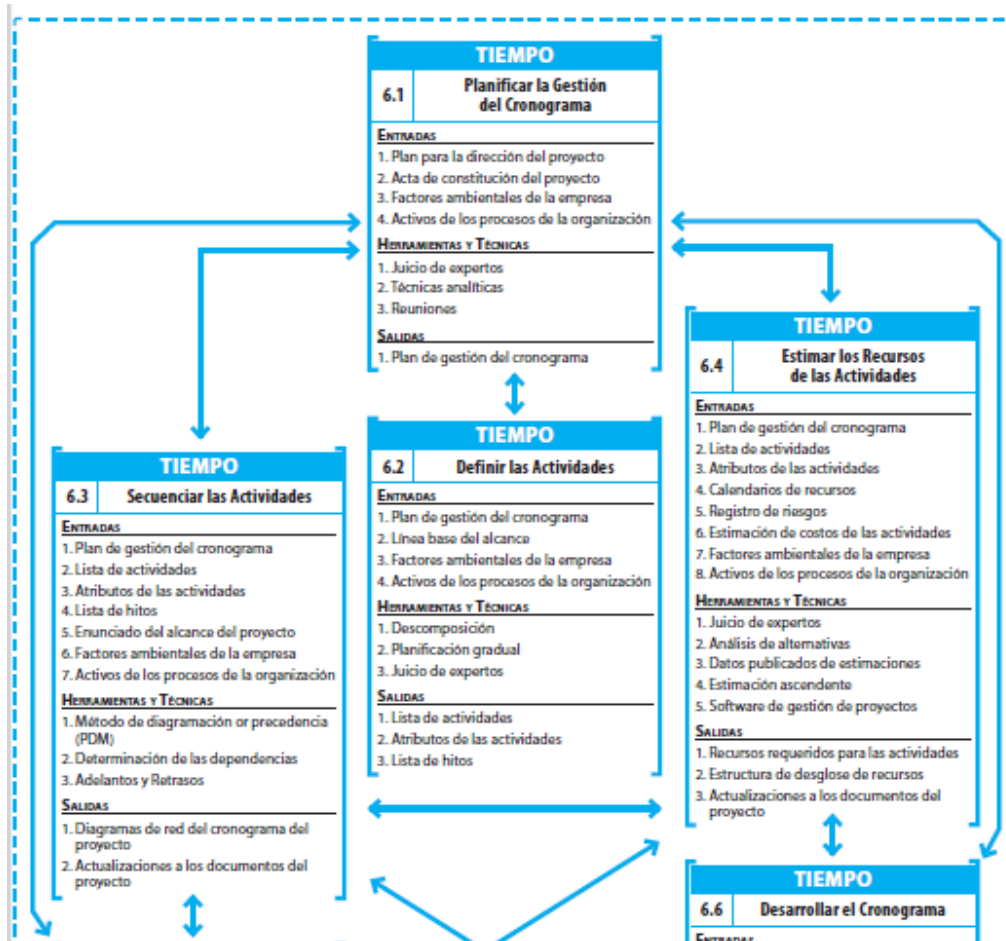 TIEMPO
6.1
Planificar la Gestión
del Cronograma
ENTRADAS
1. Plan para la dirección del proyecto
2. Acta de constitución del proyecto
3. Factores ambientales de la empresa
4. Activos de los procesos de la organización
HERRAMIENTAS Y TÉCNICAS
1. Juicio de expertos
2. Técnicas analíticas
3. Reuniones
SALIDAS
1. Plan de gestión del cronograma
TIEMPO
6.3 Secuenciar las Actividades
ENTRADAS
1. Plan de gestión del cronograma
2. Lista de actividades
3. Atributos de las actividades
4. Lista de hitos
5. Enunciado del alcance del proyecto
6. Factores ambientales de la empresa
7. Activos de los procesos de la organización
HERRAMIENTAS Y TÉCNICAS
1. Método de diagramación or precedencia
(PDM)
2. Determinación de las dependencias
3. Adelantos y Retrasos
SALIDAS
1. Diagramas de red del cronograma del
proyecto
2. Actualizaciones a los documentos del
proyecto
TIEMPO
6.2 Definir las Actividades
ENTRADAS
1. Plan de gestión del cronograma
2. Línea base del alcance
3. Factores ambientales de la empresa
4. Activos de los procesos de la organización
HERRAMIENTAS Y TÉCNICAS
1. Descomposición
2. Planificación gradual
3. Juicio de expertos
SALIDAS
1. Lista de actividades
2. Atributos de las actividades
3. Lista de hitos
TIEMPO
6.4
Estimar los Recursos
de las Actividades
ENTRADAS
1. Plan de gestión del cronograma
2. Lista de actividades
3. Atributos de las actividades
4. Calendarios de recursos
5. Registro de riesgos
6. Estimación de costos de las actividades
7. Factores ambientales de la empresa
8. Activos de los procesos de la organización
HERRAMIENTAS Y TÉCNICAS
1. Juicio de expertos
2. Análisis de alternativas
3. Datos publicados de estimaciones
4. Estimación ascendente
5. Software de gestión de proyectos
SALIDAS
1. Recursos requeridos para las actividades
2. Estructura de desglose de recursos
3. Actualizaciones a los documentos del
proyecto
TIEMPO
6.6 Desarrollar el Cronograma
ENTRADAS